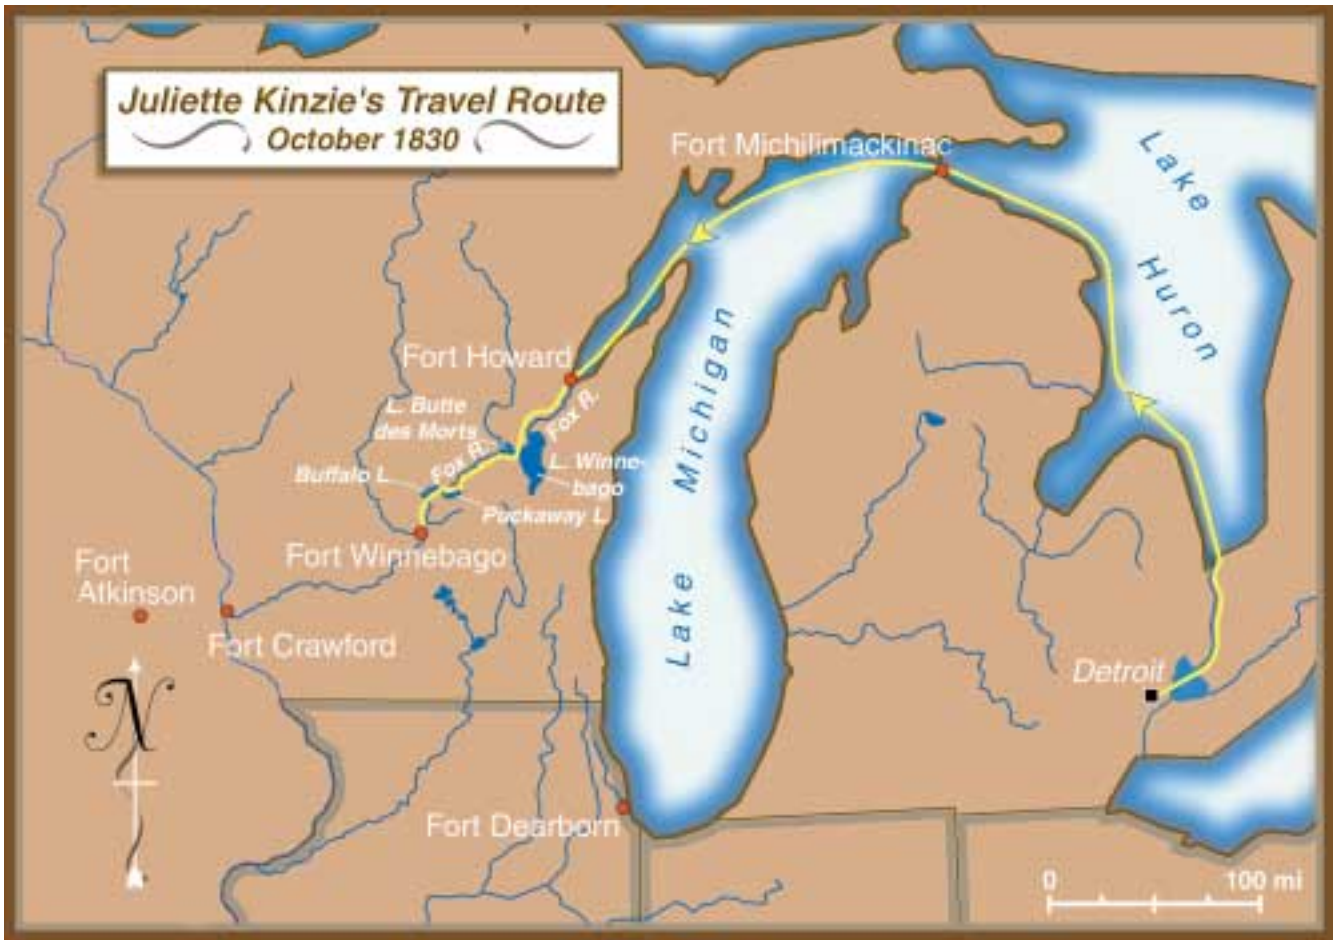 Juliette Kinzie's Travel Route
October 1830
Fort Michilimackinac
Lake
Huron
Fort Howard
L. Butte
des Morts
Fox R.
Fox R.
Buffalo L
L. Winne-
bago
Puckaway L.
Fort Winnebago
Lake Michigan
Fort
Atkinson
Fort Crawford
Detroit
N
Fort Dearborn
0 100 mi